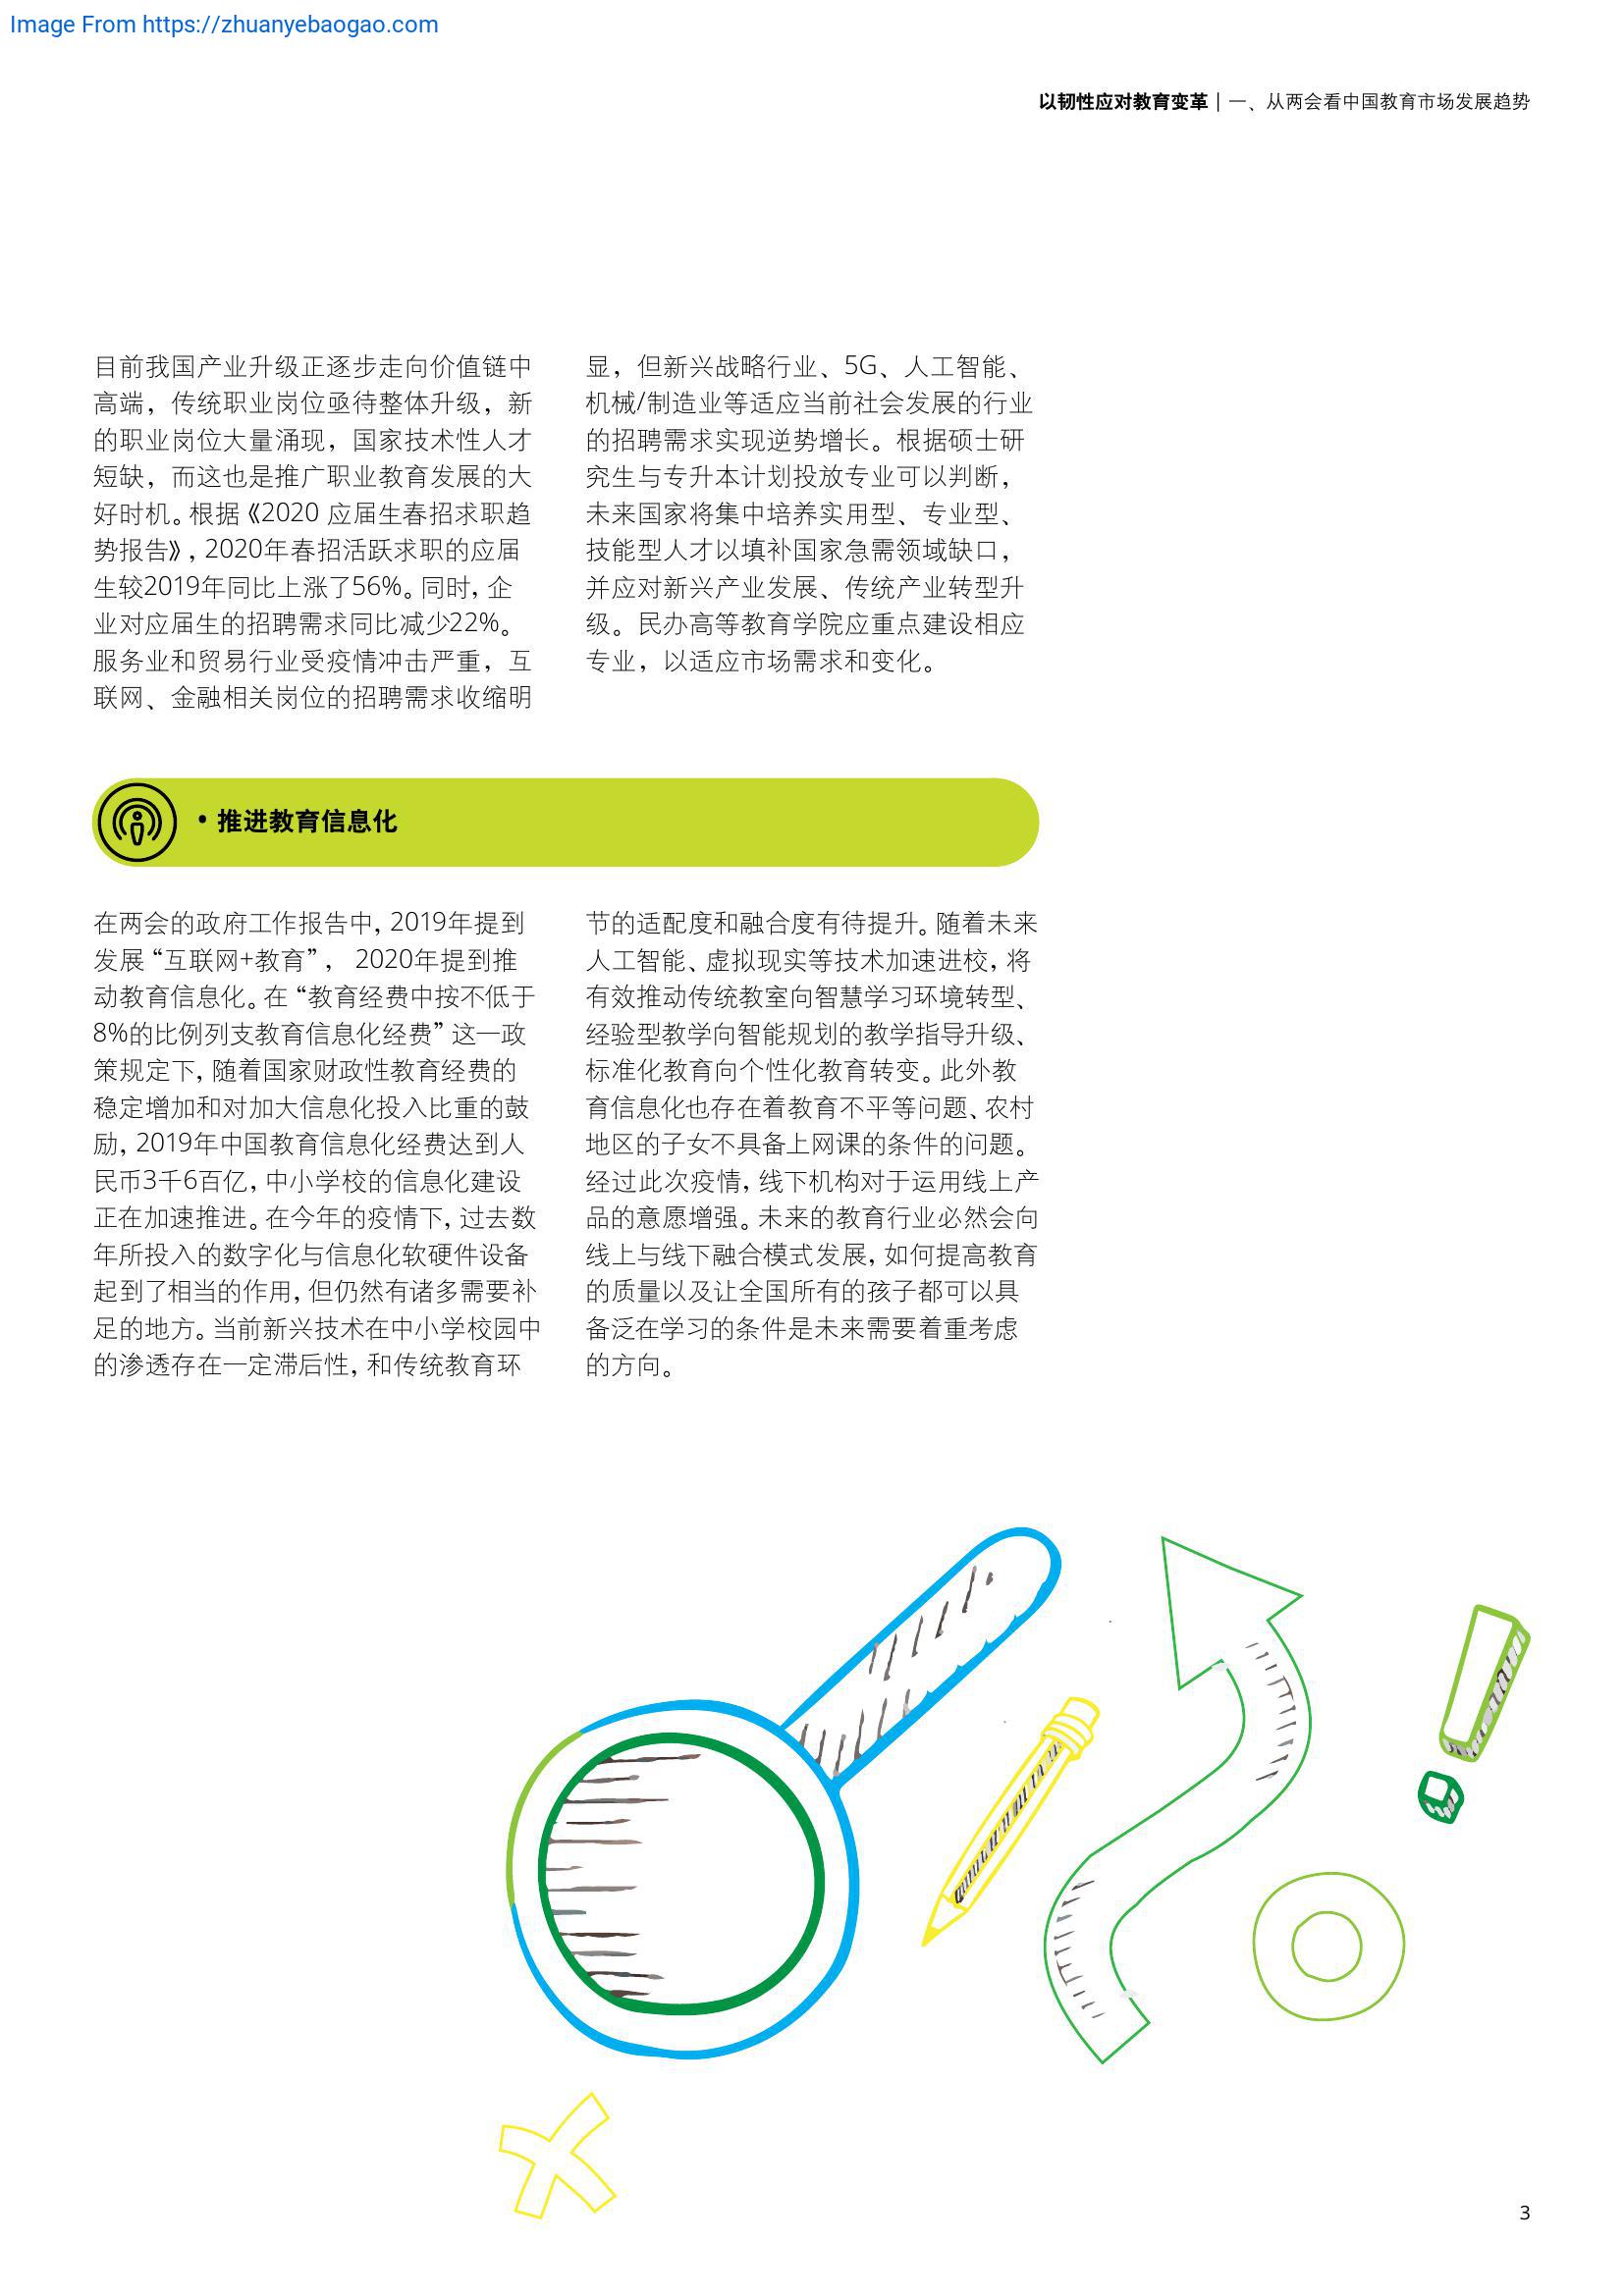 Image From https://zhuanyebaogao.com
以韧性应对教育变革 | 一、从两会看中国教育市场发展趋势
目前我国产业升级正逐步走向价值链中
高端，传统职业岗位亟待整体升级，新
的职业岗位大量涌现，国家技术性人才
短缺，而这也是推广职业教育发展的大
好时机。根据《2020 应届生春招求职趋
势报告》，2020年春招活跃求职的应届
生较2019年同比上涨了56%。同时，企
业对应届生的招聘需求同比减少22%。
服务业和贸易行业受疫情冲击严重，互
联网、金融相关岗位的招聘需求收缩明
显，但新兴战略行业、5G、人工智能、
机械/制造业等适应当前社会发展的行业
的招聘需求实现逆势增长。根据硕士研
究生与专升本计划投放专业可以判断，
未来国家将集中培养实用型、专业型、
技能型人才以填补国家急需领域缺口，
并应对新兴产业发展、传统产业转型升
级。民办高等教育学院应重点建设相应
专业，以适应市场需求和变化。
• 推进教育信息化
在两会的政府工作报告中，2019年提到
发展“互联网+教育”， 2020年提到推
动教育信息化。在“教育经费中按不低于
8%的比例列支教育信息化经费”这一政
策规定下，随着国家财政性教育经费的
稳定增加和对加大信息化投入比重的鼓
励，2019年中国教育信息化经费达到人
民币3千6百亿，中小学校的信息化建设
正在加速推进。在今年的疫情下，过去数
年所投入的数字化与信息化软硬件设备
起到了相当的作用，但仍然有诸多需要补
足的地方。当前新兴技术在中小学校园中
的渗透存在一定滞后性，和传统教育环
节的适配度和融合度有待提升。随着未来
人工智能、虚拟现实等技术加速进校，将
有效推动传统教室向智慧学习环境转型、
经验型教学向智能规划的教学指导升级、
标准化教育向个性化教育转变。此外教
育信息化也存在着教育不平等问题、农村
地区的子女不具备上网课的条件的问题。
经过此次疫情，线下机构对于运用线上产
品的意愿增强。未来的教育行业必然会向
线上与线下融合模式发展，如何提高教育
的质量以及让全国所有的孩子都可以具
备泛在学习的条件是未来需要着重考虑
的方向。
3